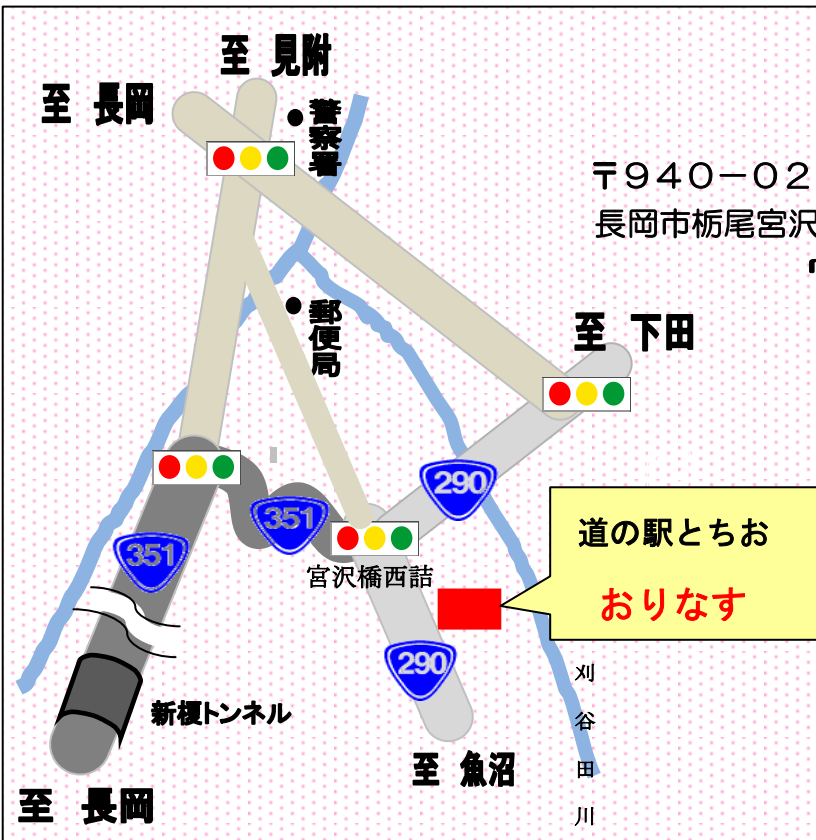 至 見附
至 長岡
警察署
〒940-02
長岡市栃尾宮沢
郵便局
至 下田
290
351
351
道の駅とちお
宮沢橋西詰
おりなす
290
刈谷田川
新榎トンネル
至 魚沼
至 長岡